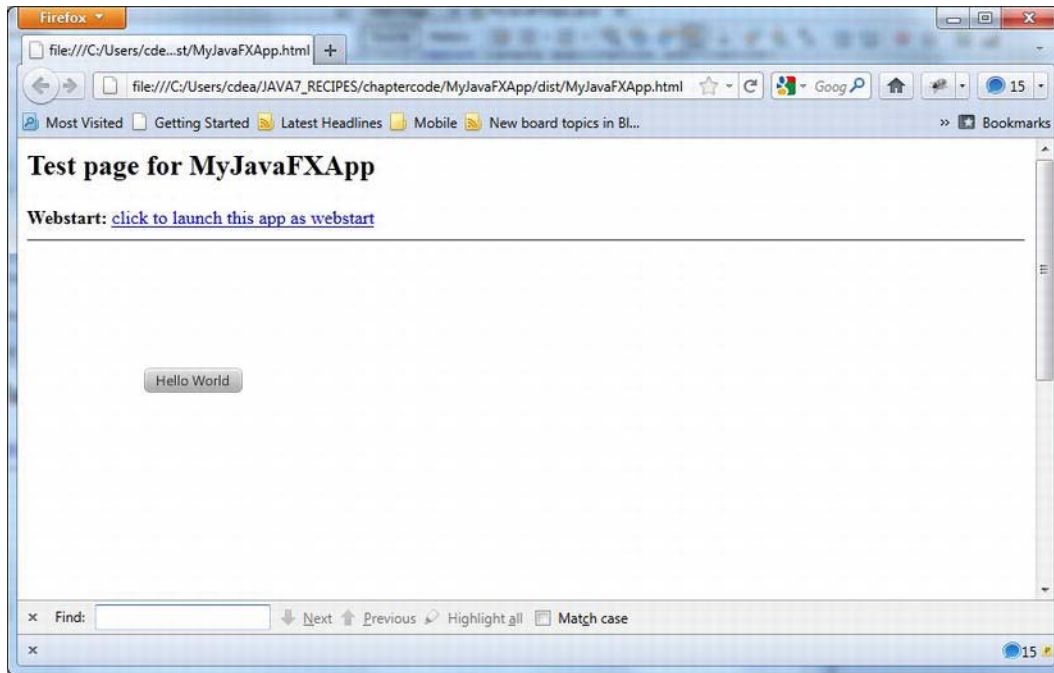 Firefox
file:///C:/Users/cde...st/MyJavaFXApp.html
file:///C:/Users/cdea/JAVA7_RECIPES/chaptercode/MyJavaFXApp/dist/MyJavaFXApp.html Goog 15
Most Visited Getting Started Latest Headlines Mobile New board topics in Bl... » Bookmarks
Test page for MyJavaFXApp
Webstart: click to launch this app as webstart
Hello World
× Find: Next Previous Highlight all Match case
× 15